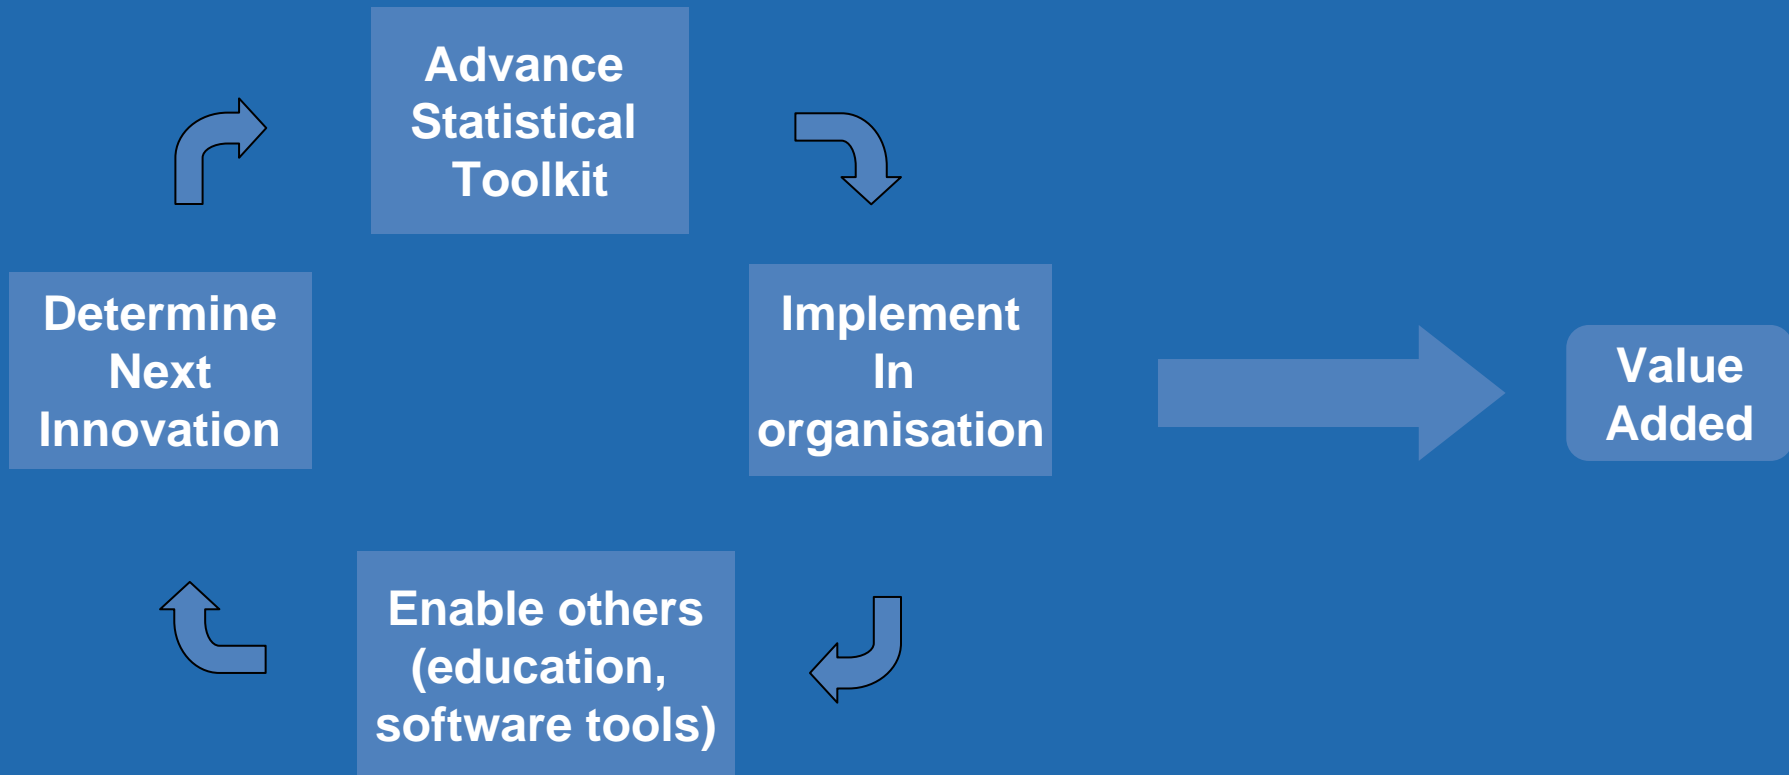 Advance
Statistical
Toolkit
Determine
Next
Innovation
Implement
In
organisation
Value
Added
Enable others
(education,
software tools)